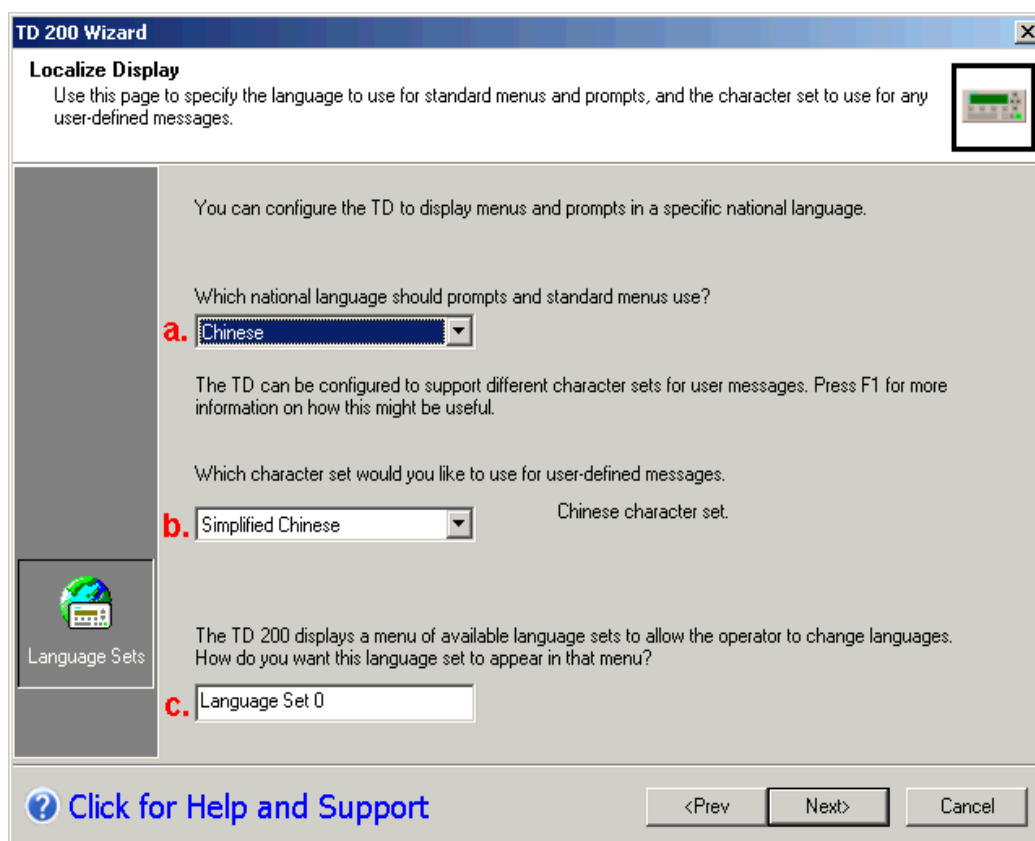 TD 200 Wizard
Localize Display
Use this page to specify the language to use for standard menus and prompts, and the character set to use for any
user-defined messages.
You can configure the TD to display menus and prompts in a specific national language.
Which national language should prompts and standard menus use?
a. Chinese
The TD can be configured to support different character sets for user messages. Press F1 for more
information on how this might be useful.
Which character set would you like to use for user-defined messages.
b. Simplified Chinese
Chinese character set.
Language Sets
The TD 200 displays a menu of available language sets to allow the operator to change languages.
How do you want this language set to appear in that menu?
c. Language Set 0
? Click for Help and Support
<Prev
Next>
Cancel